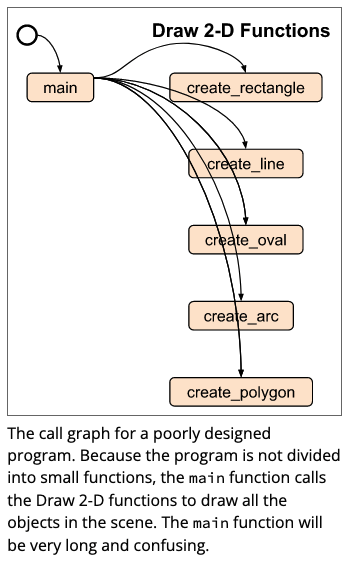 Draw 2-D Functions
main
create_rectangle
create_line
create_oval
create_arc
create_polygon
The call graph for a poorly designed
program. Because the program is not divided
into small functions, the main function calls
the Draw 2-D functions to draw all the
objects in the scene. The main function will
be very long and confusing.